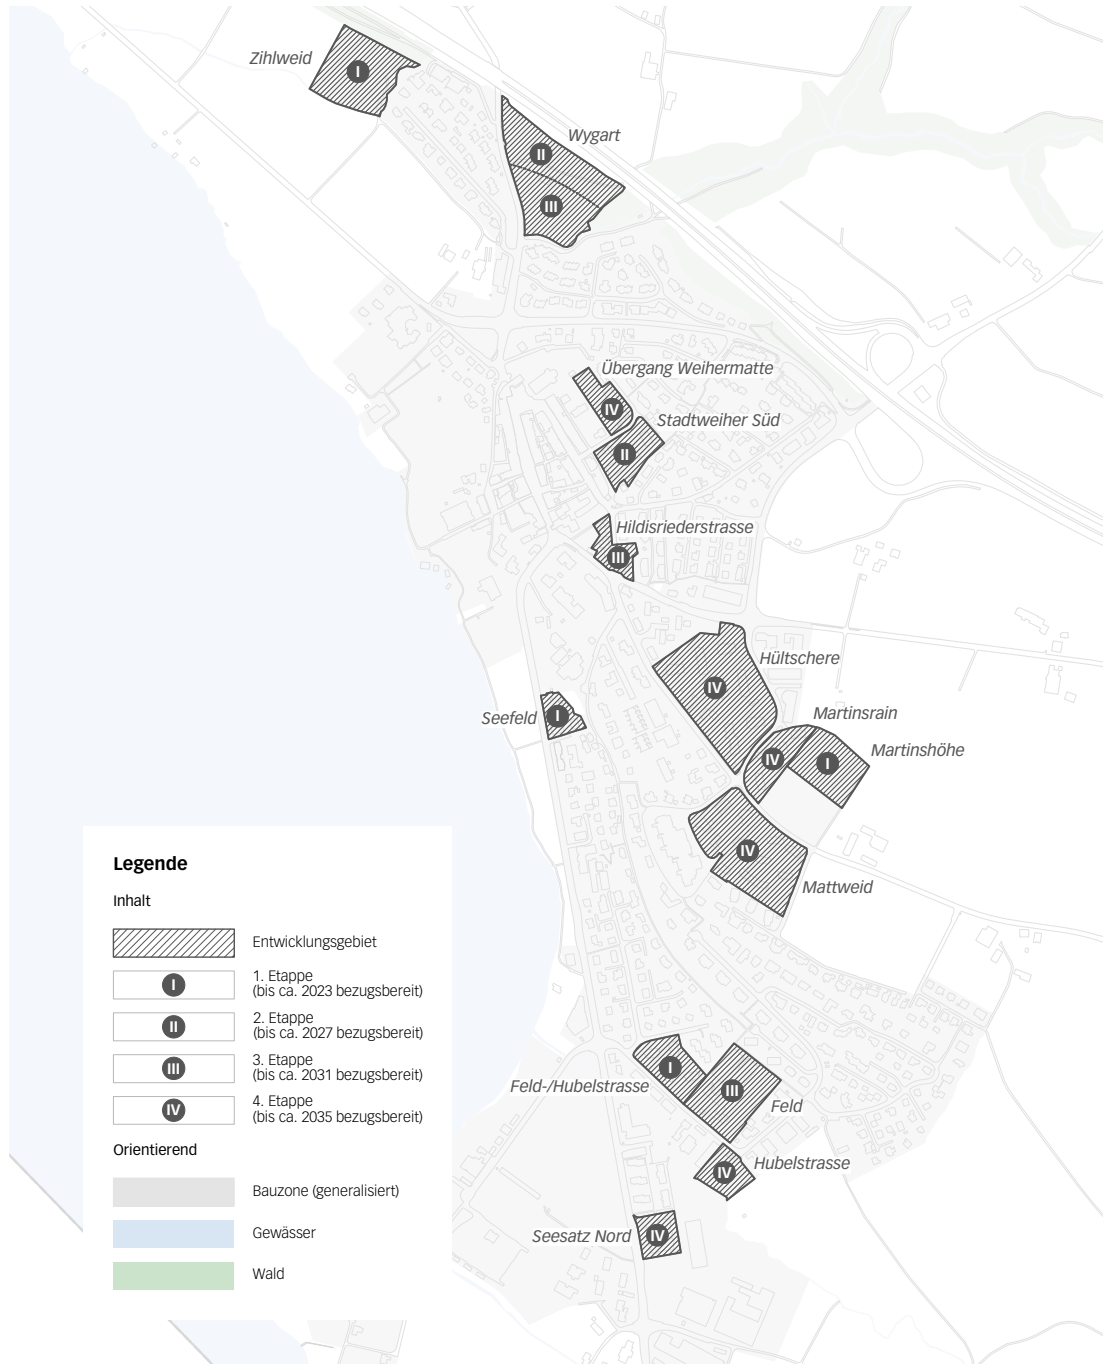 Zihlweid
I
Wygart
II
III
Übergang Weihermatte
IV
Stadtweiher Süd
II
Hildisriederstrasse
III
Hültschere
IV
Seefeld
I
Martinsrain
IV
Martinshöhe
I
IV
Mattweid
Legende
Inhalt
Entwicklungsgebiet
I
1. Etappe
(bis ca. 2023 bezugsbereit)
II
2. Etappe
(bis ca. 2027 bezugsbereit)
III
3. Etappe
(bis ca. 2031 bezugsbereit)
IV
4. Etappe
(bis ca. 2035 bezugsbereit)
Orientierend
Bauzone (generalisiert)
Gewässer
Wald
I
Feld-/Hubelstrasse
III
Feld
Hubelstrasse
IV
Seesatz Nord
IV